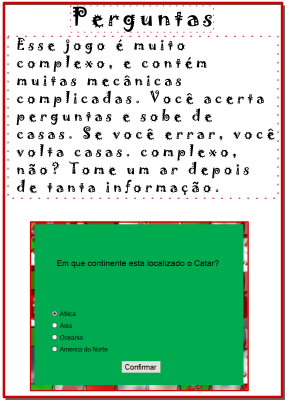 Perguntas
Esse jogo é muito
complexo, e contém
muitas mecânicas
complicadas. Você acerta
perguntas e sobe de
casas. Se você errar, você
volta casas. complexo,
não? Tome um ar depois
de tanta informação.
Em que continente esta localizado o Catar?
Africa
Asia
Oceania
America do Norte
Confirmar